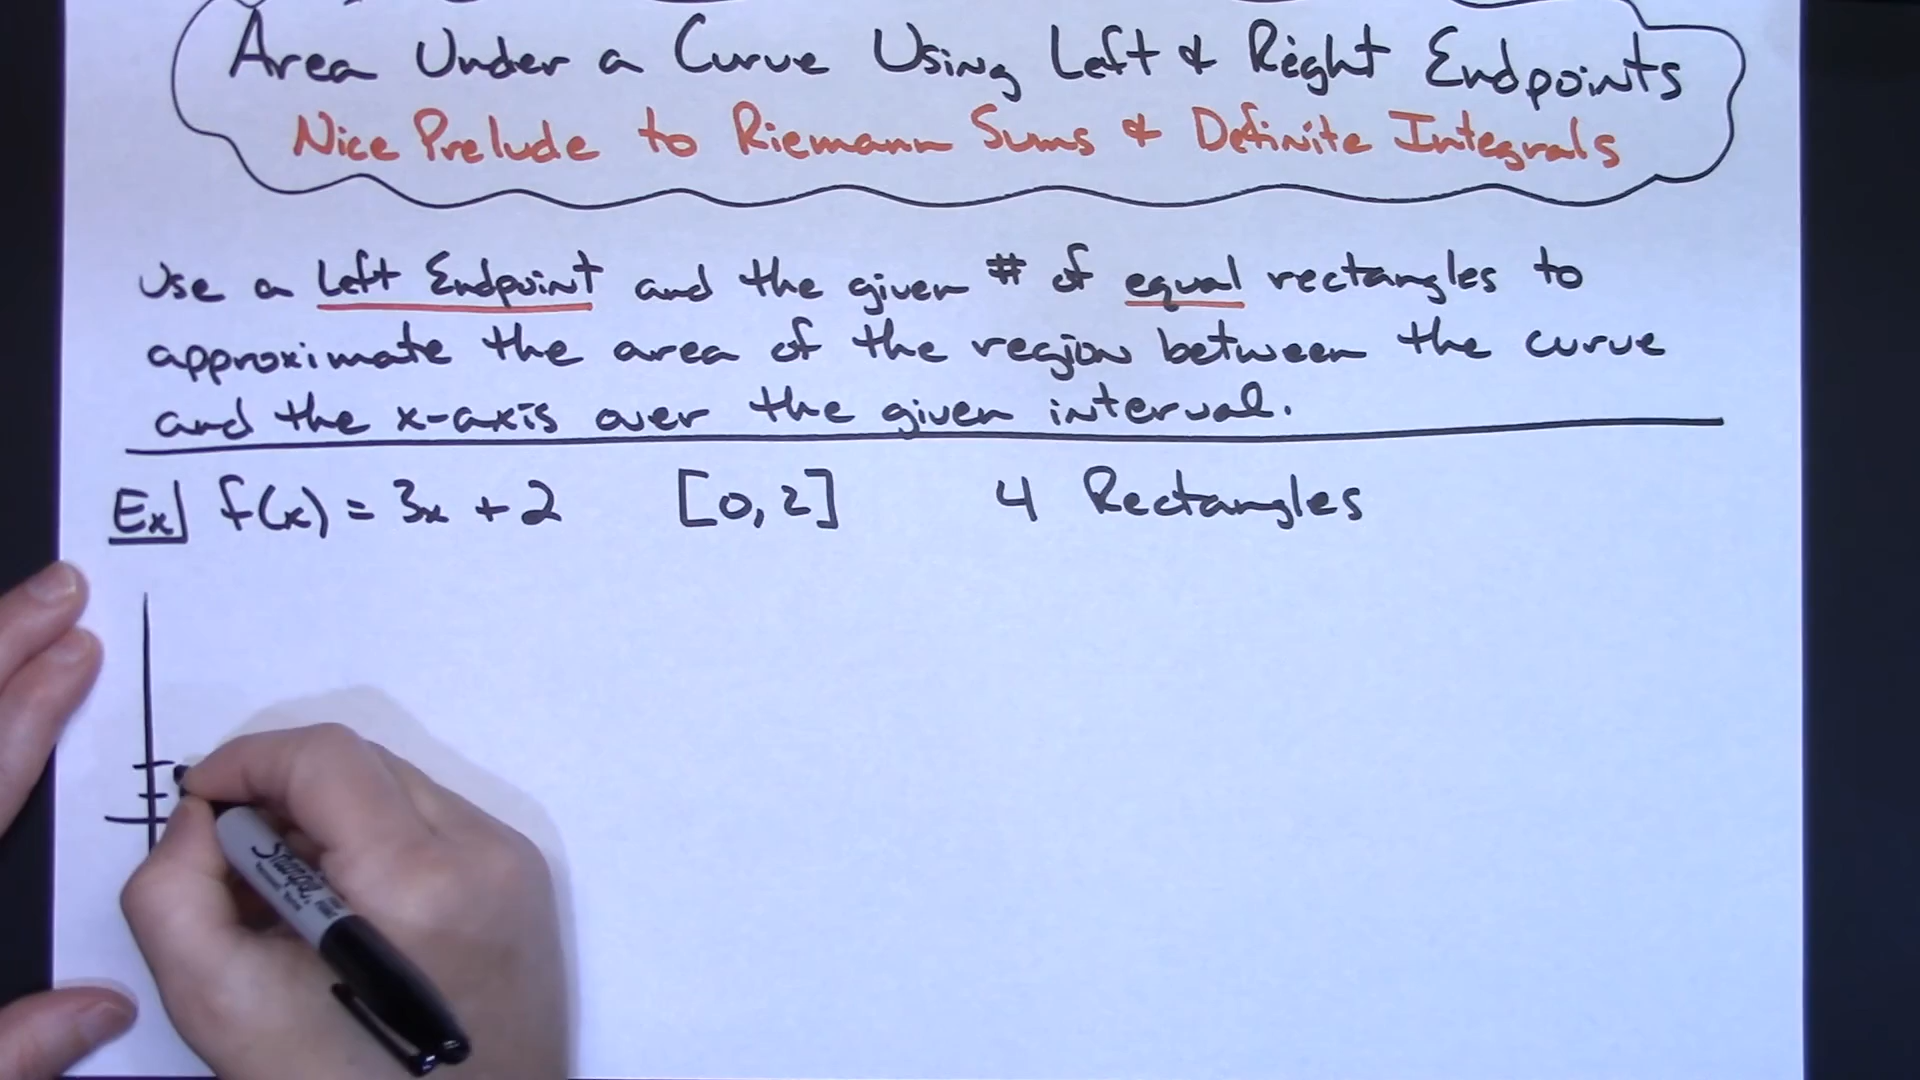 Area Under a Curve Using Left & Right Endpoints
Nice Prelude to Riemann Sums & Definite Integrals
Use a Left Endpoint and the given # of equal rectangles to
approximate the area of the region between the curve
and the x-axis over the given interval.
Ex] f(x) = 3x + 2 [0, 2] 4 Rectangles
Sharpie